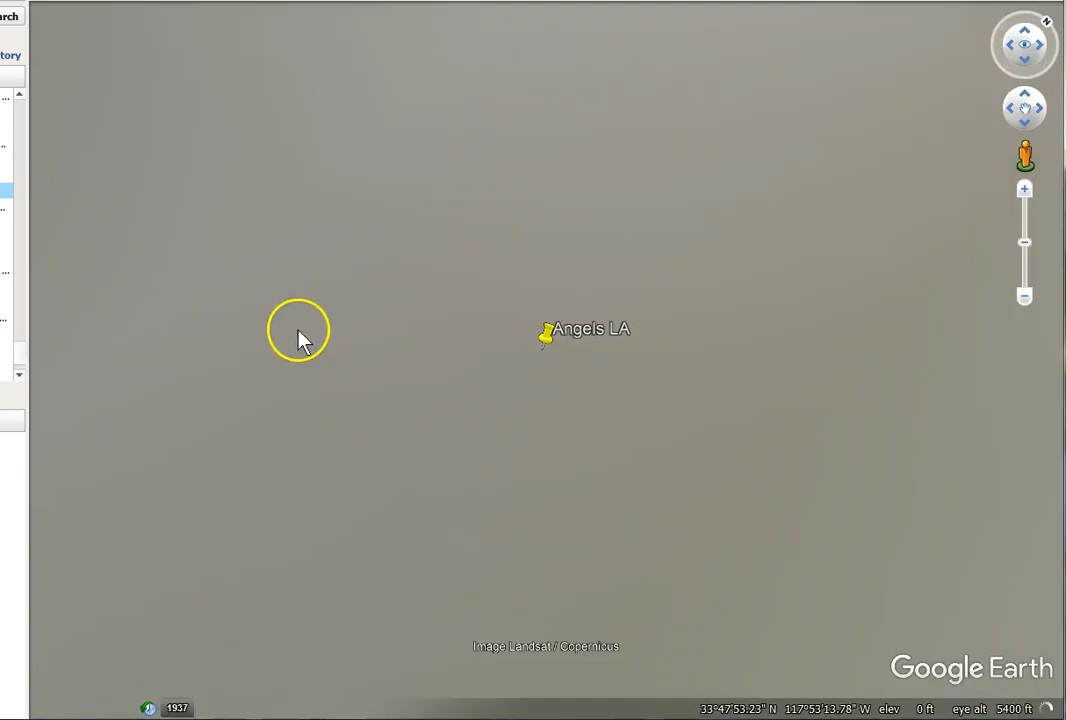 rch
tory
...
..
..
...
...
N
Angels LA
Image Landsat / Copernicus
Google Earth
1937
33°47'53.23" N 117°53'13.78" W elev 0 ft eye alt 5400 ft